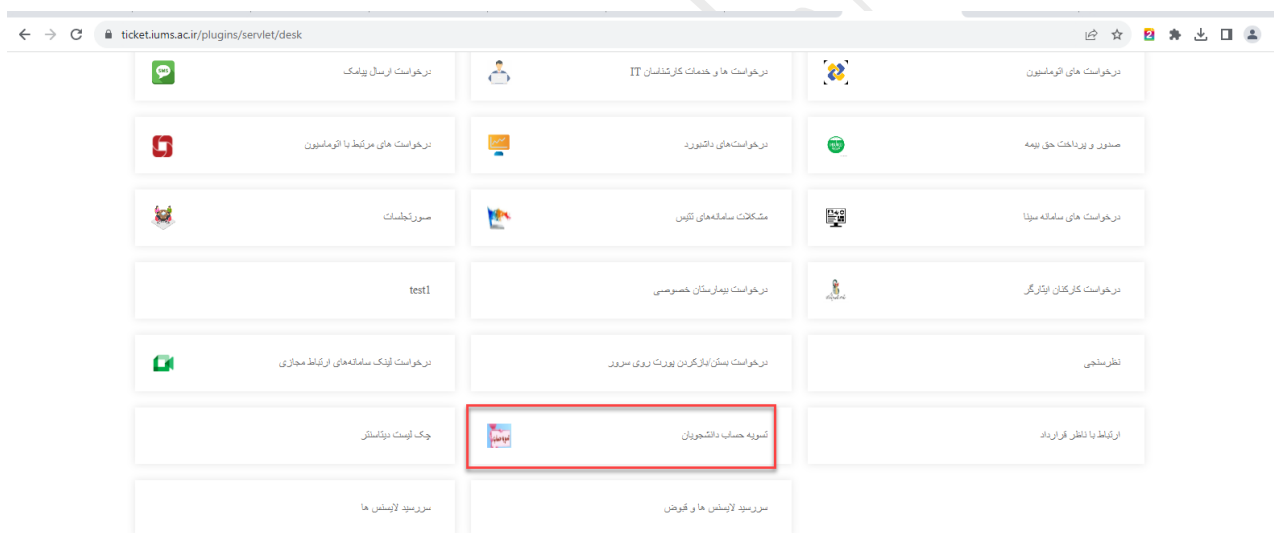 ticket.iums.ac.ir/plugins/servlet/desk
درخواست های اتوماسیون
درخواست ها و خدمات کارشناسان IT
درخواست ارسال پیامک
SMS
صدور و پرداخت حق بیمه
درخواست‌های داشبورد
درخواست های مرتبط با اتوماسیون
درخواست های سامانه سینا
مشکلات سامانه‌های تتیس
صورتجلسات
درخواست کارکنان ایثارگر
درخواست بیمارستان خصوصی
test1
نظرسنجی
درخواست بستن/بازکردن پورت روی سرور
درخواست لینک سامانه‌های ارتباط مجازی
ارتباط با ناظر قرارداد
تسویه حساب دانشجویان
چک لیست دیتاسنتر
سررسید لایسنس ها و قبوض
سررسید لایسنس ها